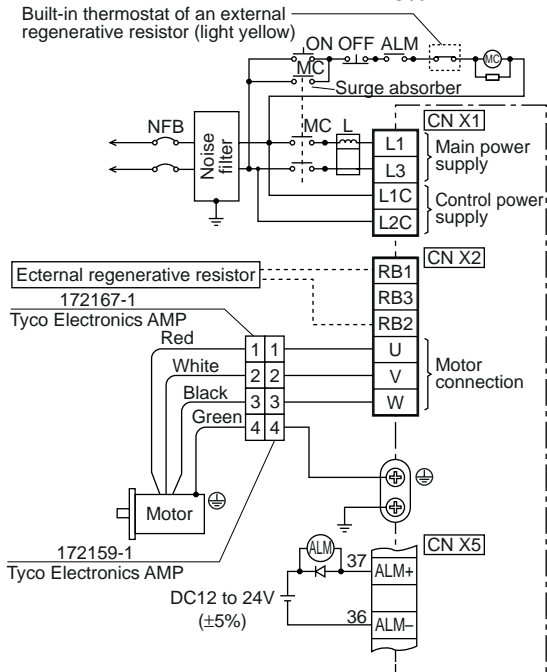 Built-in thermostat of an external
regenerative resistor (light yellow)
ON OFF ALM
MC
MC
Surge absorber
NFB
Noise
filter
MC L
CN X1
L1
L3
L1C
L2C
Main power
supply
Control power
supply
CN X2
Ecternal regenerative resistor
RB1
RB3
RB2
U
V
W
Motor
connection
172167-1
Tyco Electronics AMP
Red
White
Black
Green
1 1
2 2
3 3
4 4
Motor
172159-1
Tyco Electronics AMP
CN X5
ALM
37
ALM+
DC12 to 24V
(±5%)
36
ALM–